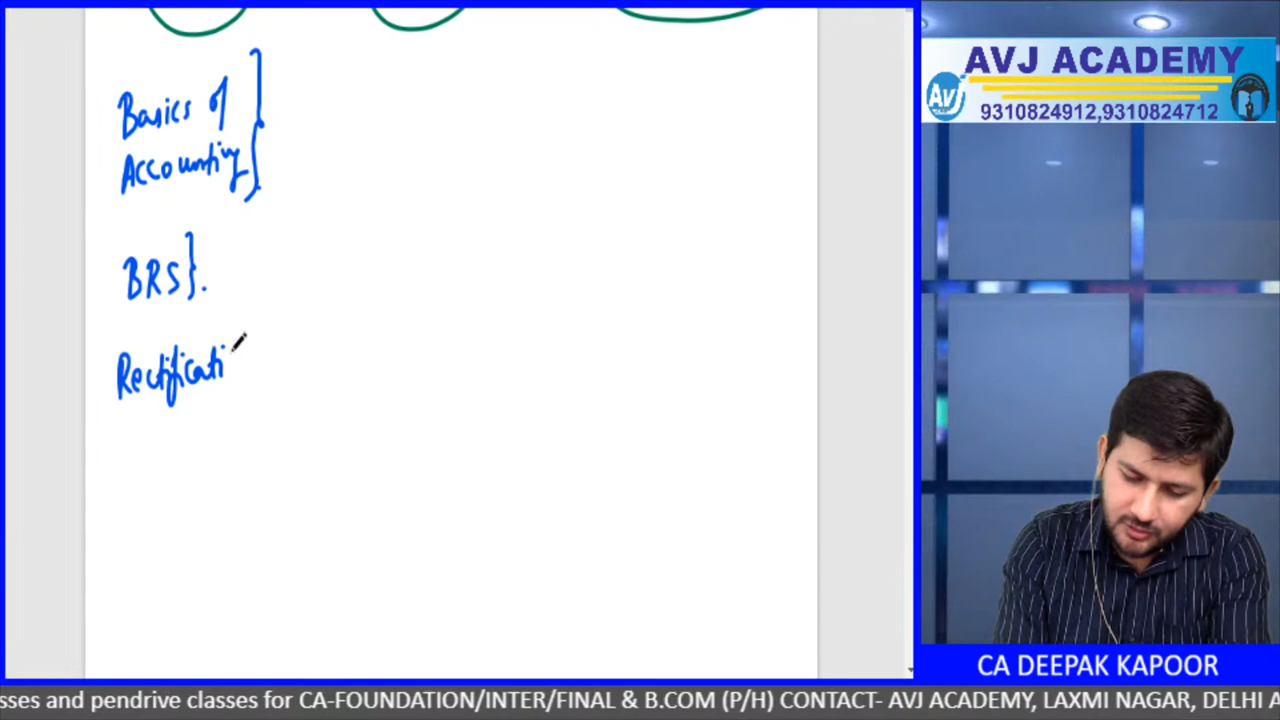 Basics of
Accounting
BRS
Rectificati
AVJ ACADEMY
AVJ
9310824912,9310824712
CA DEEPAK KAPOOR
sses and pendrive classes for CA-FOUNDATION/INTER/FINAL & B.COM (P/H) CONTACT- AVJ ACADEMY, LAXMI NAGAR, DELHI A